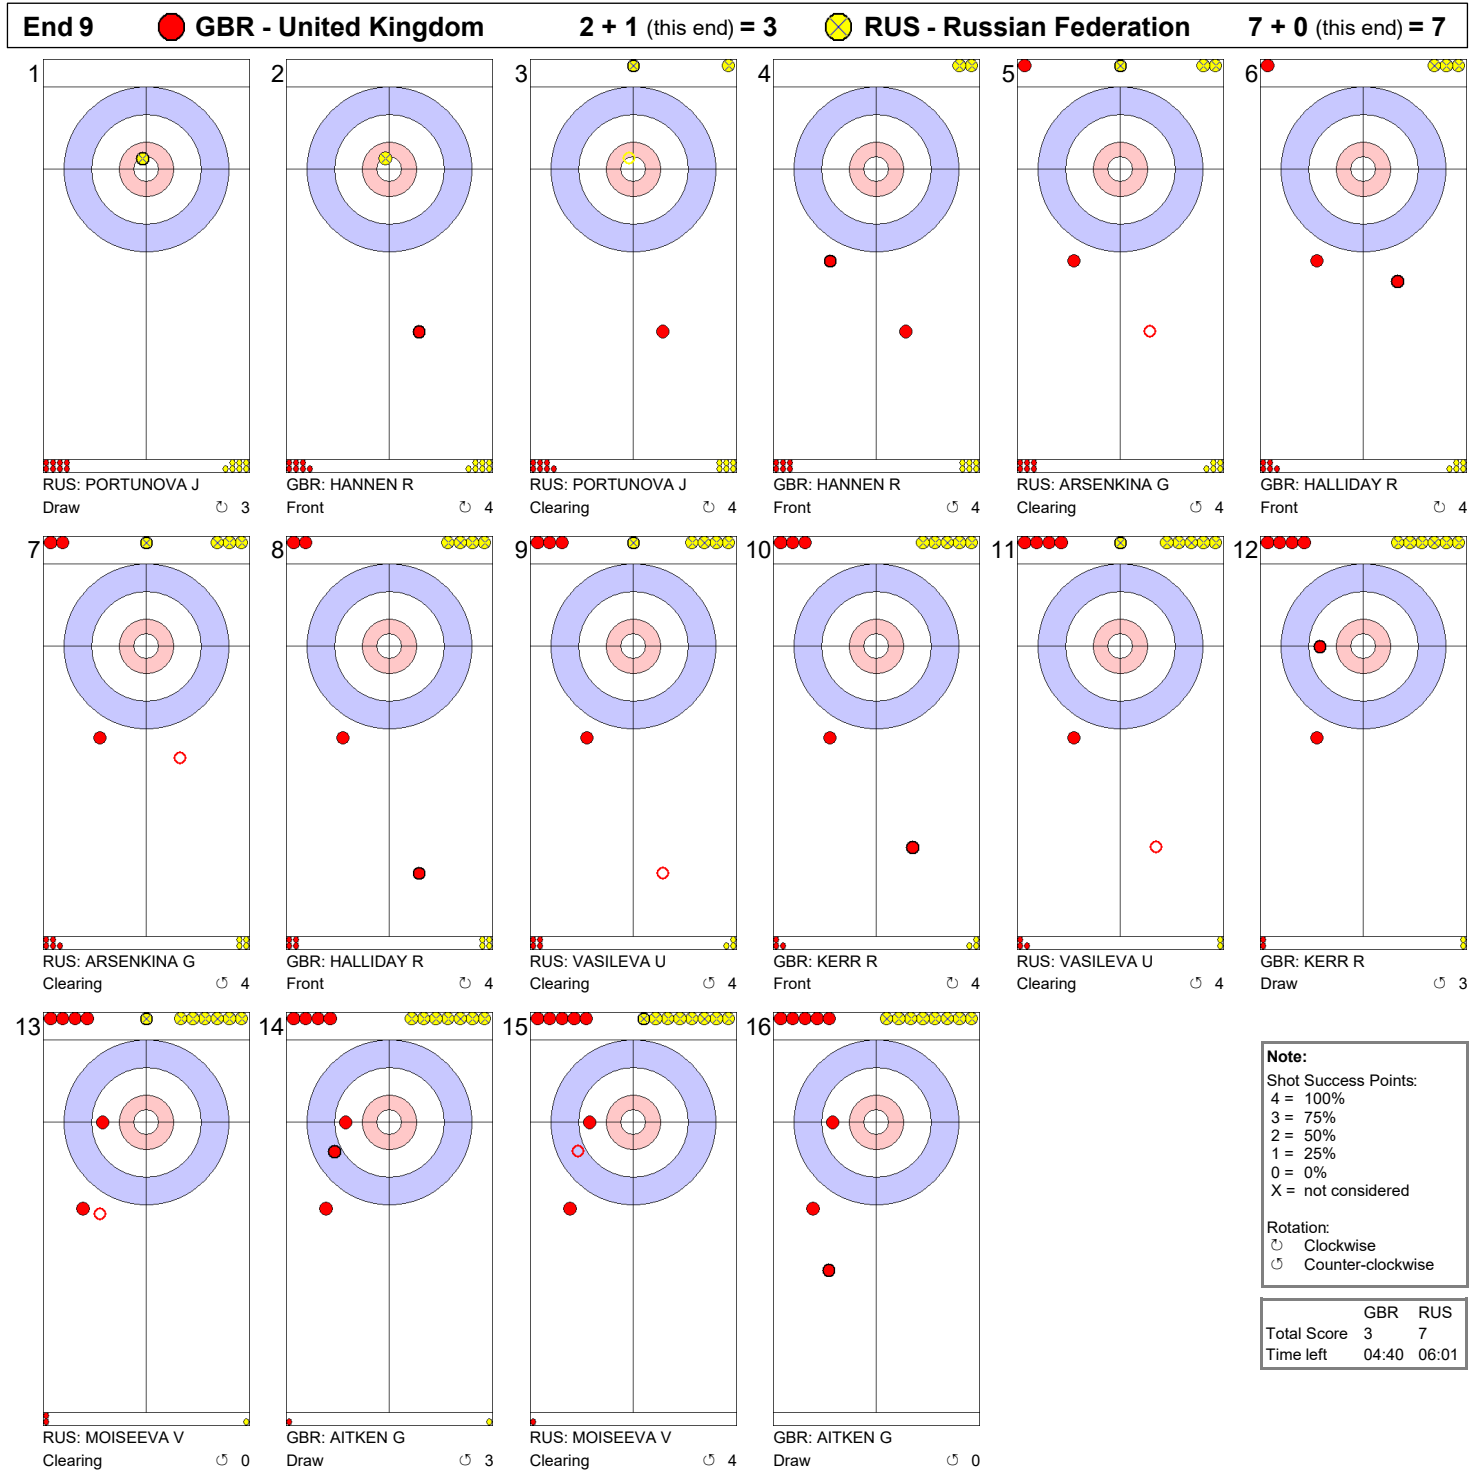 End 9 GBR - United Kingdom 2 + 1 (this end) = 3 RUS - Russian Federation 7 + 0 (this end) = 7
1 2 3 4 5 6
RUS: PORTUNOVA J GBR: HANNEN R RUS: PORTUNOVA J GBR: HANNEN R RUS: ARSENKINA G GBR: HALLIDAY R
Draw ↻ 3 Front ↻ 4 Clearing ↻ 4 Front ↺ 4 Clearing ↺ 4 Front ↻ 4
7 8 9 10 11 12
RUS: ARSENKINA G GBR: HALLIDAY R RUS: VASILEVA U GBR: KERR R RUS: VASILEVA U GBR: KERR R
Clearing ↺ 4 Front ↻ 4 Clearing ↺ 4 Front ↺ 4 Clearing ↺ 4 Draw ↺ 3
13 14 15 16
RUS: MOISEEVA V GBR: AITKEN G RUS: MOISEEVA V GBR: AITKEN G
Clearing ↺ 0 Draw ↺ 3 Clearing ↺ 4 Draw ↺ 0
Note:
Shot Success Points:
4 = 100%
3 = 75%
2 = 50%
1 = 25%
0 = 0%
X = not considered
Rotation:
↻ Clockwise
↺ Counter-clockwise
GBR RUS
Total Score 3 7
Time left 04:40 06:01